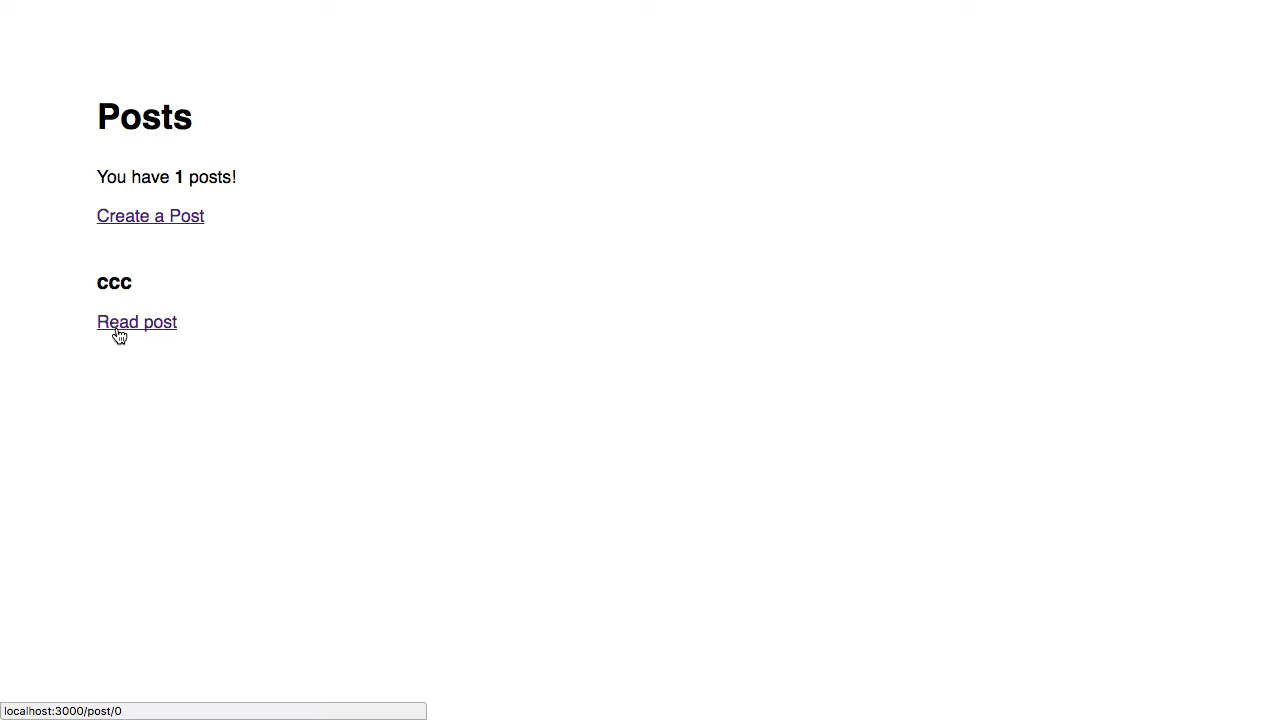 Posts
You have 1 posts!
Create a Post
ccc
Read post
localhost:3000/post/0